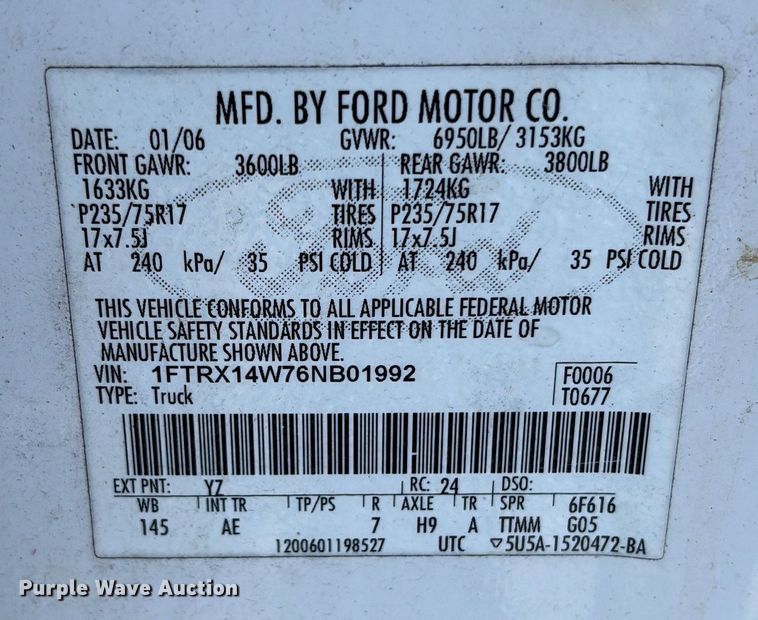 MFD. BY FORD MOTOR CO.
DATE: 01/06 GVWR: 6950LB/ 3153KG
FRONT GAWR: 3600LB REAR GAWR: 3800LB
1633KG WITH 1724KG WITH
P235/75R17 TIRES P235/75R17 TIRES
17x7.5J RIMS 17x7.5J RIMS
AT 240 kPa/ 35 PSI COLD AT 240 kPa/ 35 PSI COLD
Ford
THIS VEHICLE CONFORMS TO ALL APPLICABLE FEDERAL MOTOR
VEHICLE SAFETY STANDARDS IN EFFECT ON THE DATE OF
MANUFACTURE SHOWN ABOVE.
VIN: 1FTRX14W76NB01992 F0006
TYPE: Truck T0677
EXT PNT: YZ RC: 24 DSO:
WB INT TR TP/PS R AXLE TR SPR 6F616
145 AE 7 H9 A TTMM G05
1200601198527 UTC ▽5U5A-1520472-BA
Purple Wave Auction